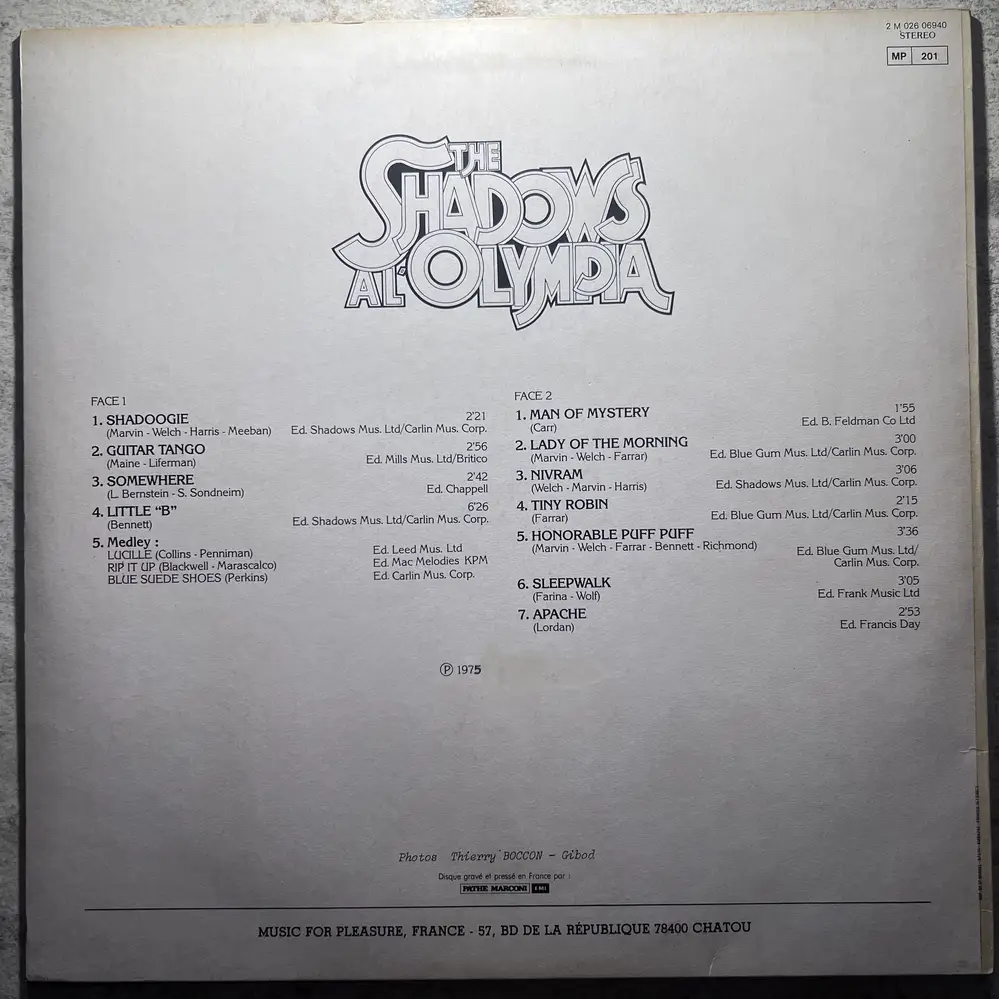 2 M 026 06940
STEREO
MP 201
THE
SHADOWS
A L'OLYMPIA
FACE 1
1. SHADOOGIE 2'21
(Marvin - Welch - Harris - Meeban) Ed. Shadows Mus. Ltd/Carlin Mus. Corp.
2. GUITAR TANGO 2'56
(Maine - Liferman) Ed. Mills Mus. Ltd/Britico
3. SOMEWHERE 2'42
(L. Bernstein - S. Sondneim) Ed. Chappell
4. LITTLE “B” 6'26
(Bennett) Ed. Shadows Mus. Ltd/Carlin Mus. Corp.
5. Medley :
LUCILLE (Collins - Penniman) Ed. Leed Mus. Ltd
RIP IT UP (Blackwell - Marascalco) Ed. Mac Melodies KPM
BLUE SUEDE SHOES (Perkins) Ed. Carlin Mus. Corp.
FACE 2
1. MAN OF MYSTERY 1'55
(Carr) Ed. B. Feldman Co Ltd
2. LADY OF THE MORNING 3'00
(Marvin - Welch - Farrar) Ed. Blue Gum Mus. Ltd/Carlin Mus. Corp.
3. NIVRAM 3'06
(Welch - Marvin - Harris) Ed. Shadows Mus. Ltd/Carlin Mus. Corp.
4. TINY ROBIN 2'15
(Farrar) Ed. Blue Gum Mus. Ltd/Carlin Mus. Corp.
5. HONORABLE PUFF PUFF 3'36
(Marvin - Welch - Farrar - Bennett - Richmond) Ed. Blue Gum Mus. Ltd/
Carlin Mus. Corp.
6. SLEEPWALK 3'05
(Farina - Wolf) Ed. Frank Music Ltd
7. APACHE 2'53
(Lordan) Ed. Francis Day
Ⓟ 1975
Photos Thierry BOCCON - Gibod
Disque gravé et pressé en France par :
PATHE MARCONI EMI
MUSIC FOR PLEASURE, FRANCE - 57, BD DE LA RÉPUBLIQUE 78400 CHATOU